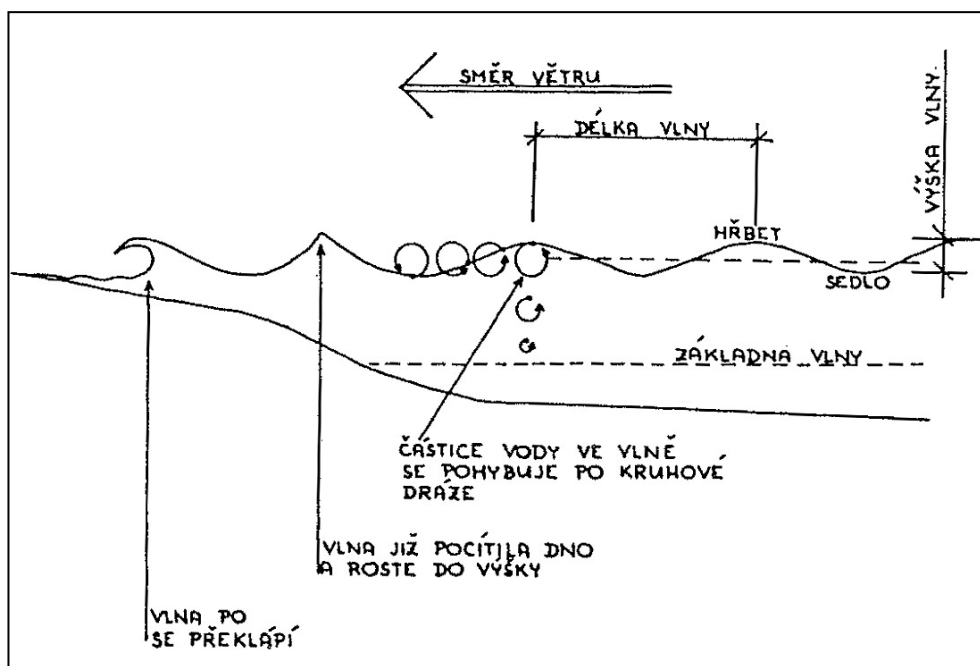 SMĚR VĚTRU
DÉLKA VLNY
VÝŠKA VLNY
HŘBET
SEDLO
ZÁKLADNA VLNY
ČÁSTICE VODY VE VLNĚ
SE POHYBUJE PO KRUHOVÉ
DRÁZE
VLNA JIŽ POCÍTILA DNO
A ROSTE DO VÝŠKY
VLNA PO
SE PŘEKLÁPÍ